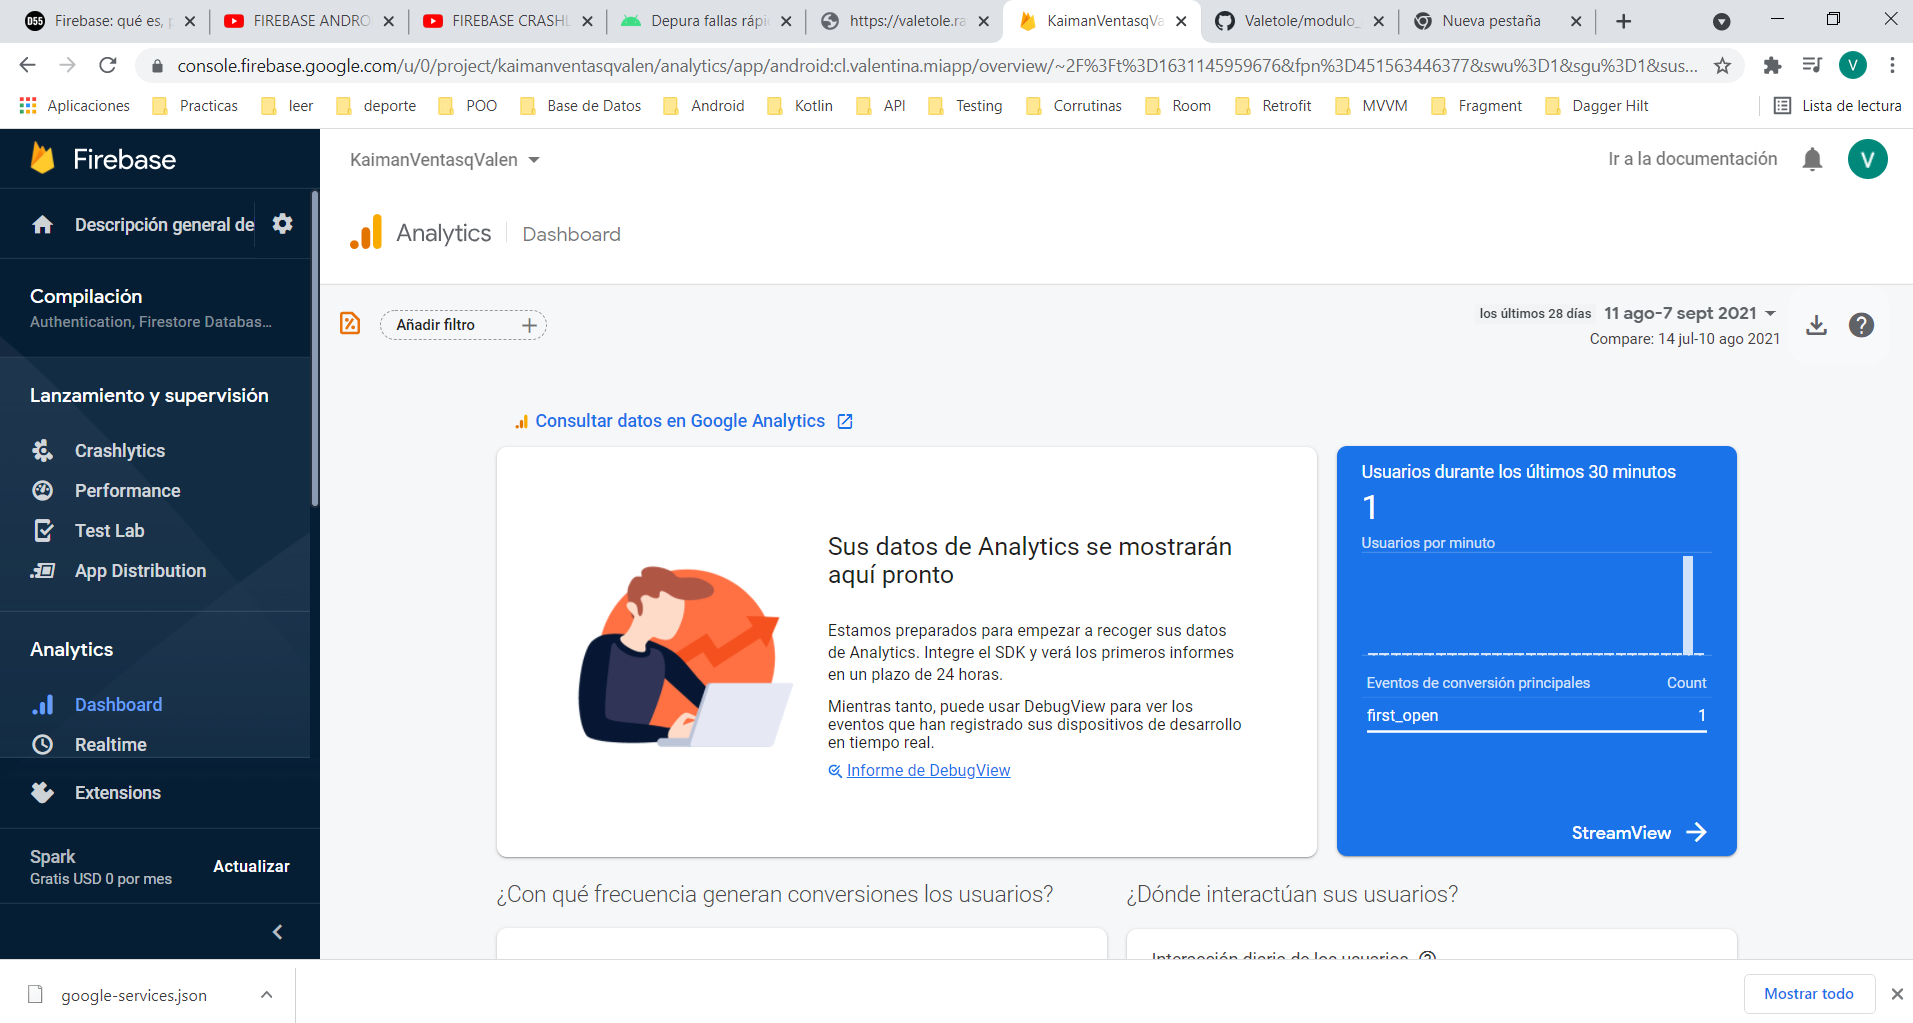 Firebase: qué es, p
FIREBASE ANDRO
FIREBASE CRASHL
Depura fallas rápi
https://valetole.ra
KaimanVentasqVa
Valetole/modulo_
Nueva pestaña
console.firebase.google.com/u/0/project/kaimanventasqvalen/analytics/app/android:cl.valentina.miapp/overview/~2F%3Ft%3D1631145959676&fpn%3D451563446377&swu%3D1&sgu%3D1&sus...
V
Aplicaciones
Practicas
leer
deporte
POO
Base de Datos
Android
Kotlin
API
Testing
Corrutinas
Room
Retrofit
MVVM
Fragment
Dagger Hilt
Lista de lectura
Firebase
Descripción general de
Compilación
Authentication, Firestore Databas...
Lanzamiento y supervisión
Crashlytics
Performance
Test Lab
App Distribution
Analytics
Dashboard
Realtime
Extensions
Spark
Gratis USD 0 por mes
Actualizar
KaimanVentasqValen
Ir a la documentación
V
Analytics
Dashboard
Añadir filtro
los últimos 28 días
11 ago-7 sept 2021
Compare: 14 jul-10 ago 2021
Consultar datos en Google Analytics
Sus datos de Analytics se mostrarán
aquí pronto
Estamos preparados para empezar a recoger sus datos
de Analytics. Integre el SDK y verá los primeros informes
en un plazo de 24 horas.
Mientras tanto, puede usar DebugView para ver los
eventos que han registrado sus dispositivos de desarrollo
en tiempo real.
Informe de DebugView
Usuarios durante los últimos 30 minutos
1
Usuarios por minuto
Eventos de conversión principales
Count
first_open
1
StreamView
¿Con qué frecuencia generan conversiones los usuarios?
¿Dónde interactúan sus usuarios?
Interacción diaria de los usuarios
google-services.json
Mostrar todo